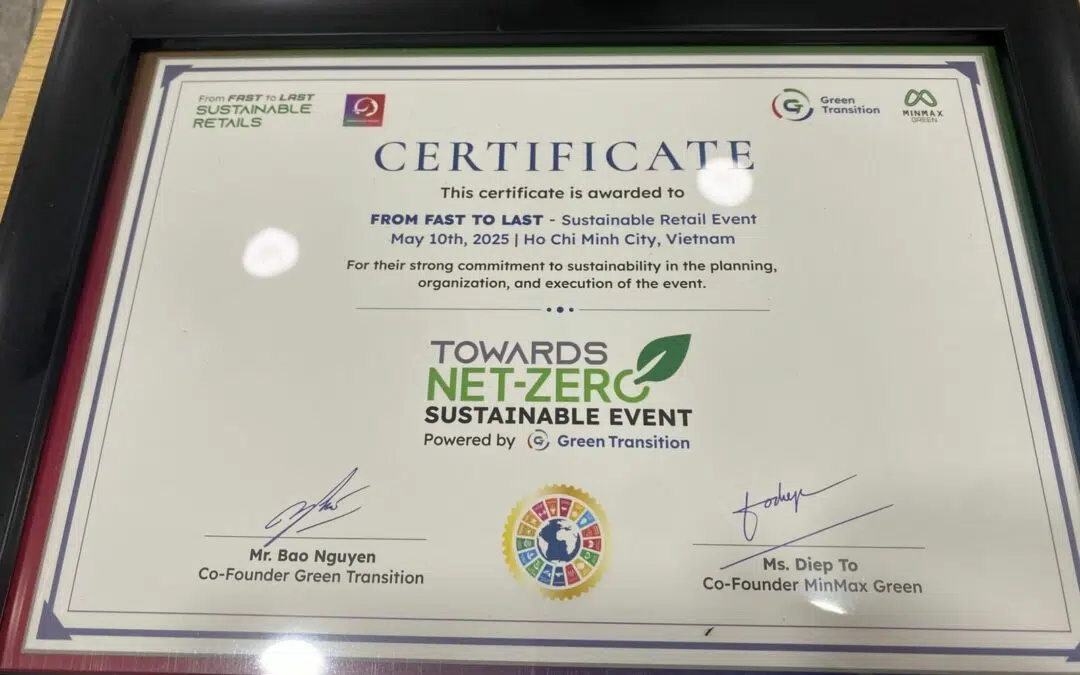 From FAST to LAST
SUSTAINABLE
RETAILS
Green
Transition
MINMAX
GREEN
CERTIFICATE
This certificate is awarded to
FROM FAST TO LAST - Sustainable Retail Event
May 10th, 2025 | Ho Chi Minh City, Vietnam
For their strong commitment to sustainability in the planning,
organization, and execution of the event.
TOWARDS
NET-ZERO
SUSTAINABLE EVENT
Powered by G Green Transition
Mr. Bao Nguyen
Co-Founder Green Transition
Ms. Diep To
Co-Founder MinMax Green